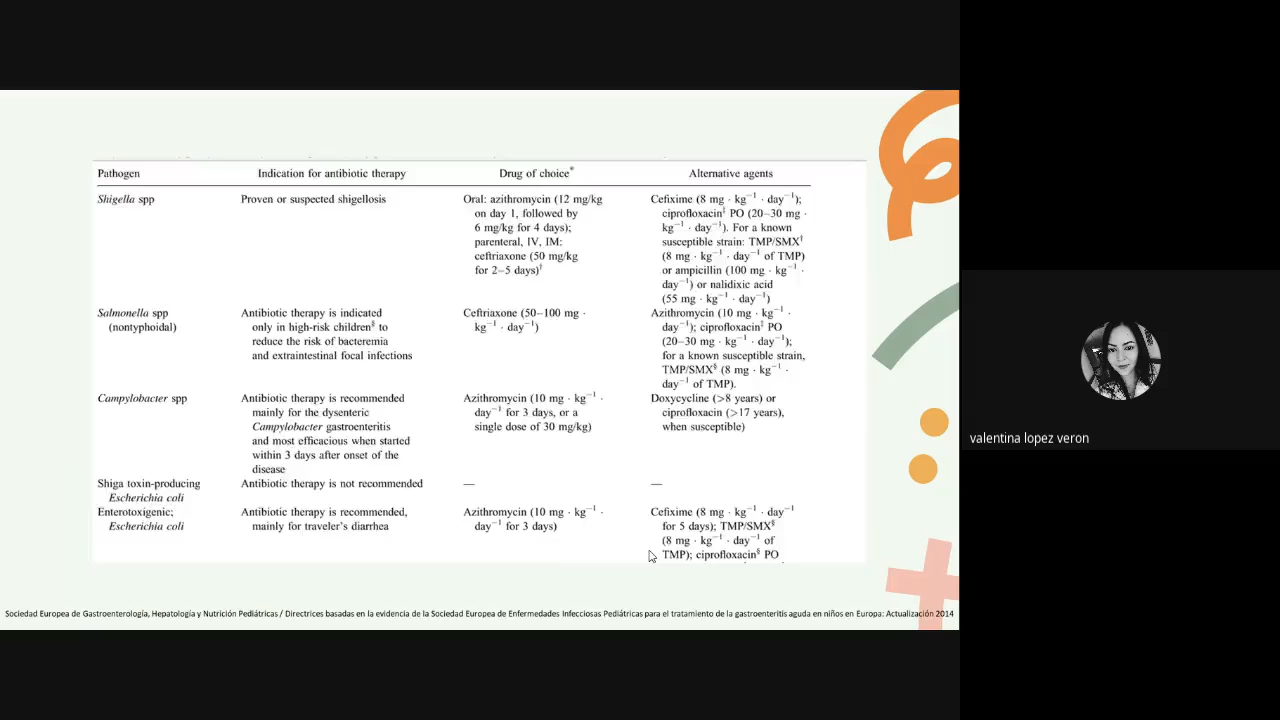 Pathogen Indication for antibiotic therapy Drug of choice* Alternative agents
Shigella spp Proven or suspected shigellosis Oral: azithromycin (12 mg/kg Cefixime (8 mg · kg−1 · day−1);
on day 1, followed by ciprofloxacin‡ PO (20–30 mg ·
6 mg/kg for 4 days); kg−1 · day−1). For a known
parenteral, IV, IM: susceptible strain: TMP/SMX†
ceftriaxone (50 mg/kg (8 mg · kg−1 · day−1 of TMP)
for 2–5 days)† or ampicillin (100 mg · kg−1 ·
day−1) or nalidixic acid
(55 mg · kg−1 · day−1)
Salmonella spp Antibiotic therapy is indicated Ceftriaxone (50–100 mg · Azithromycin (10 mg · kg−1 ·
(nontyphoidal) only in high-risk children§ to kg−1 · day−1) day−1); ciprofloxacin‡ PO
reduce the risk of bacteremia (20–30 mg · kg−1 · day−1);
and extraintestinal focal infections for a known susceptible strain,
TMP/SMX§ (8 mg · kg−1 ·
day−1 of TMP).
Campylobacter spp Antibiotic therapy is recommended Azithromycin (10 mg · kg−1 · Doxycycline (>8 years) or
mainly for the dysenteric day−1 for 3 days, or a ciprofloxacin (>17 years),
Campylobacter gastroenteritis single dose of 30 mg/kg) when susceptible)
and most efficacious when started
within 3 days after onset of the
disease
Shiga toxin-producing Antibiotic therapy is not recommended — —
Escherichia coli
Enterotoxigenic; Antibiotic therapy is recommended, Azithromycin (10 mg · kg−1 · Cefixime (8 mg · kg−1 · day−1
Escherichia coli mainly for traveler's diarrhea day−1 for 3 days) for 5 days); TMP/SMX§
(8 mg · kg−1 · day−1 of
TMP); ciprofloxacin§ PO
Sociedad Europea de Gastroenterología, Hepatología y Nutrición Pediátricas / Directrices basadas en la evidencia de la Sociedad Europea de Enfermedades Infecciosas Pediátricas para el tratamiento de la gastroenteritis aguda en niños en Europa: Actualización 2014
valentina lopez veron